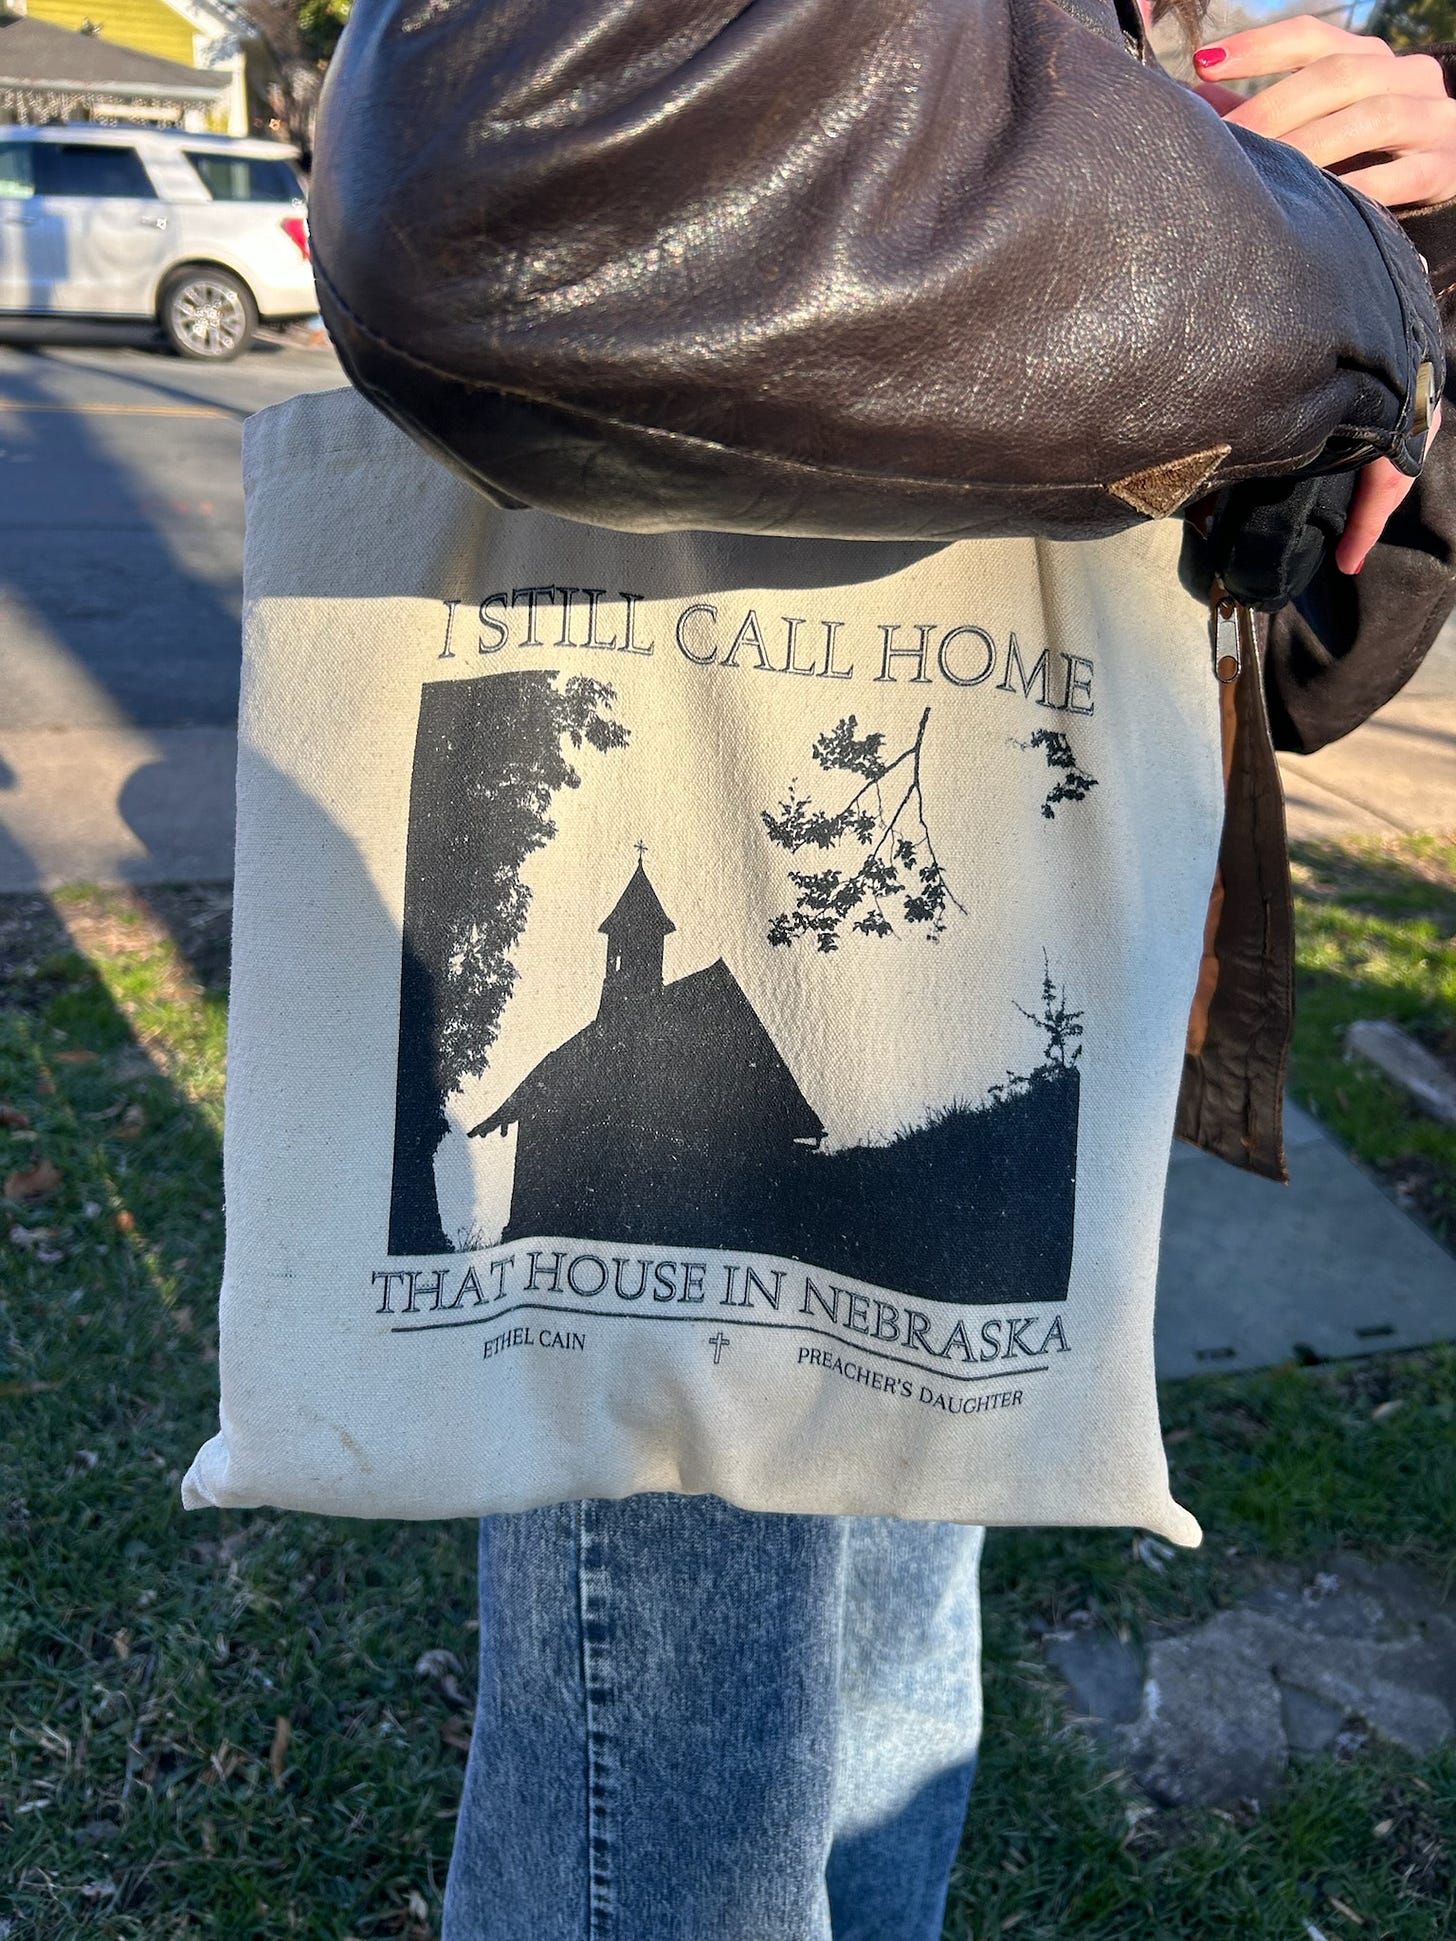 I STILL CALL HOME
THAT HOUSE IN NEBRASKA
ETHEL CAIN
PREACHER'S DAUGHTER